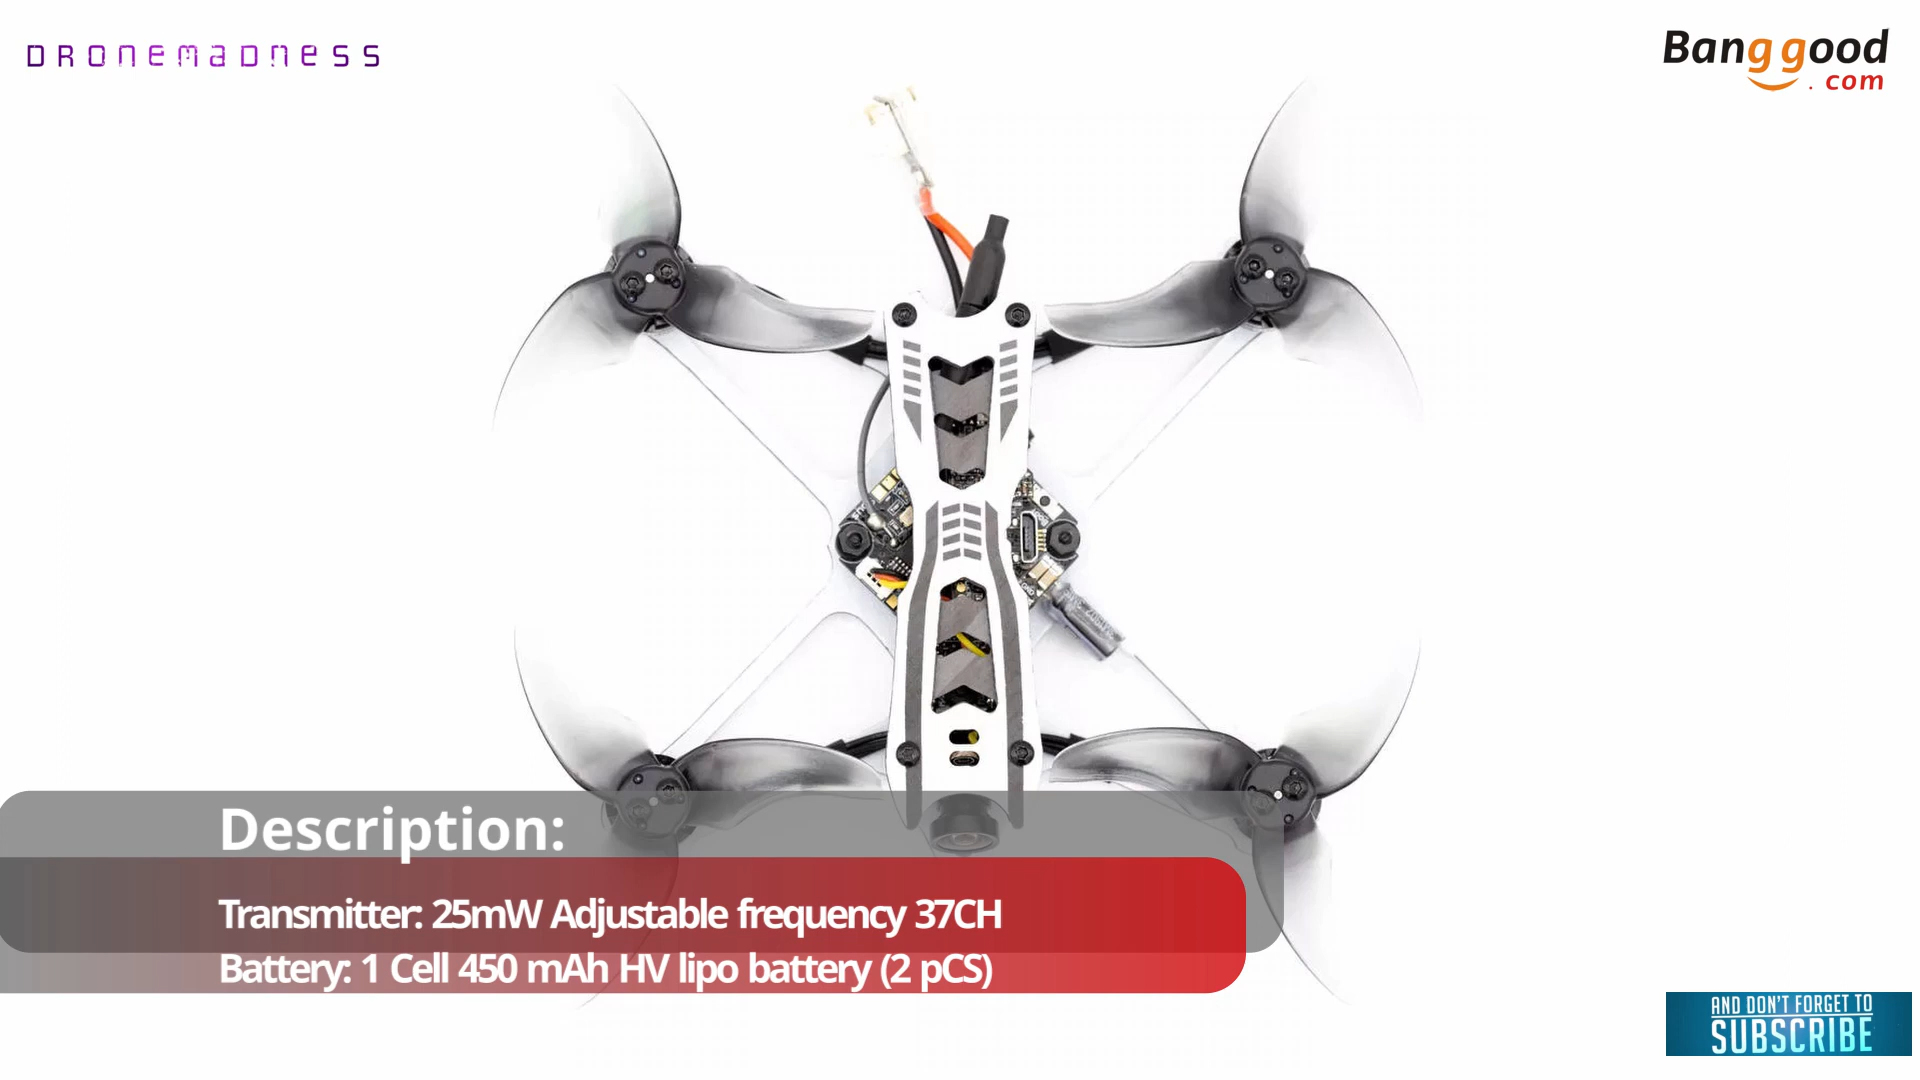 DRONEMADNESS
Banggood
.com
Description:
Transmitter: 25mW Adjustable frequency 37CH
Battery: 1 Cell 450 mAh HV lipo battery (2 pCS)
AND DON'T FORGET TO
SUBSCRIBE